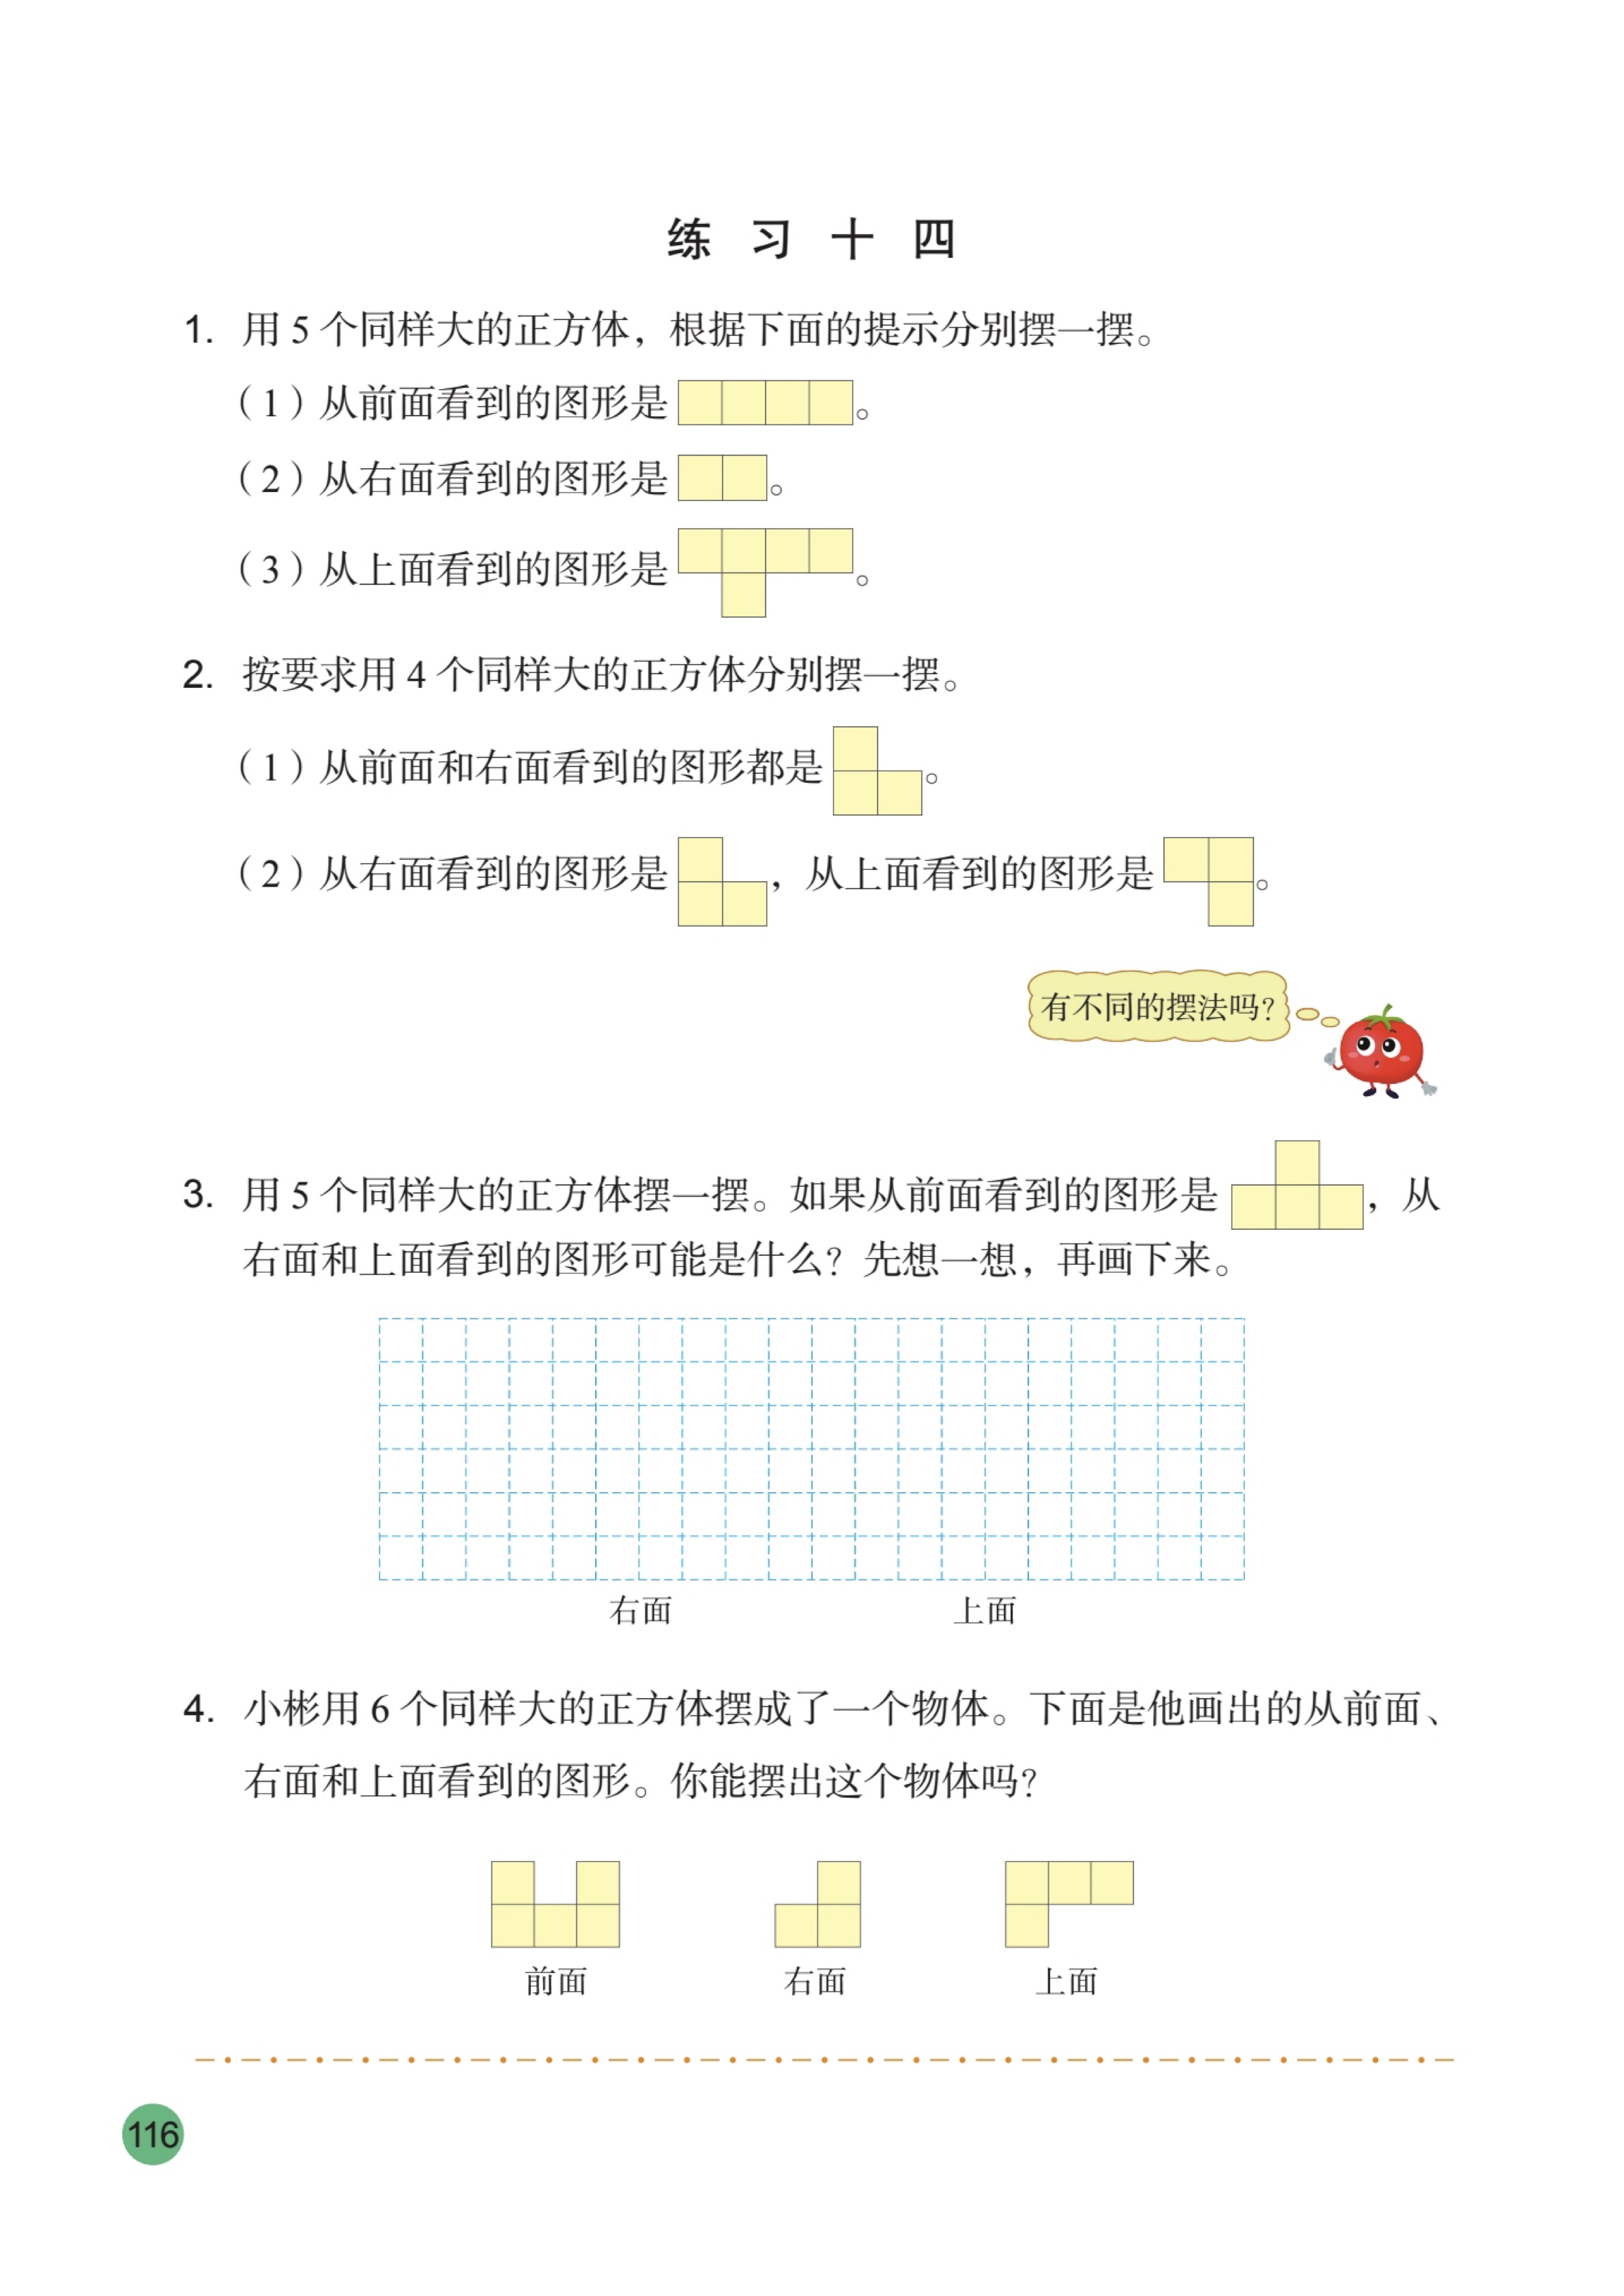 练 习 十 四
1. 用 5 个同样大的正方体，根据下面的提示分别摆一摆。
（1）从前面看到的图形是。
（2）从右面看到的图形是。
（3）从上面看到的图形是。
2. 按要求用 4 个同样大的正方体分别摆一摆。
（1）从前面和右面看到的图形都是。
（2）从右面看到的图形是，从上面看到的图形是。
有不同的摆法吗？
3. 用 5 个同样大的正方体摆一摆。如果从前面看到的图形是，从
右面和上面看到的图形可能是什么？先想一想，再画下来。
右面 上面
4. 小彬用 6 个同样大的正方体摆成了一个物体。下面是他画出的从前面、
右面和上面看到的图形。你能摆出这个物体吗？
前面 右面 上面
116